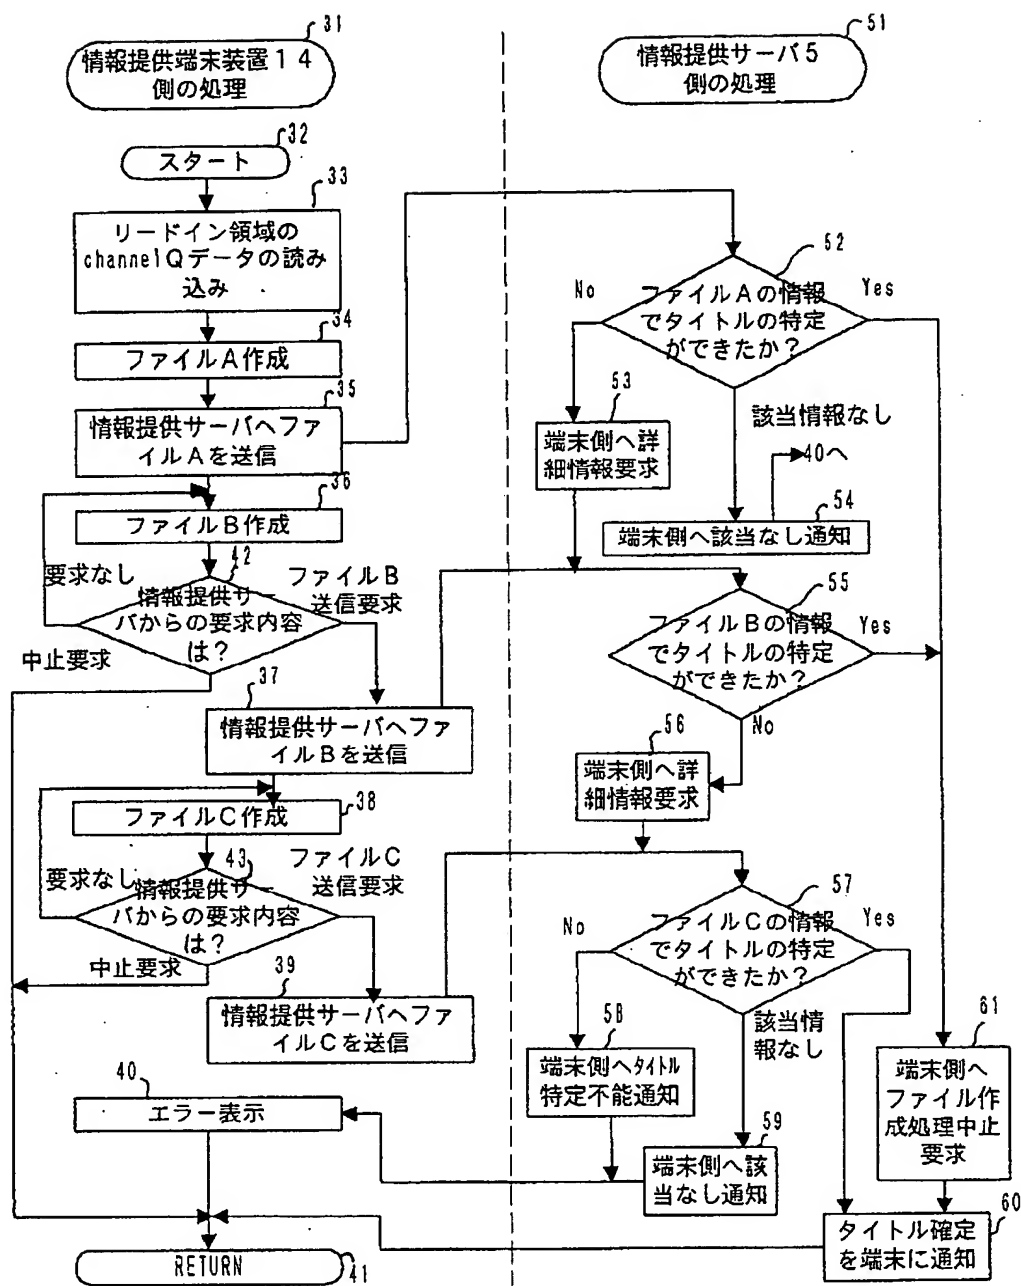 31
情報提供端末装置14
側の処理
32
スタート
33
リードイン領域の
channelQデータの読み
込み
34
ファイルA作成
35
情報提供サーバへファ
イルAを送信
36
ファイルB作成
42
要求なし
ファイルB
送信要求
情報提供サー
バからの要求内容
は?
中止要求
37
情報提供サーバへファ
イルBを送信
38
ファイルC作成
43
要求なし
ファイルC
送信要求
情報提供サー
バからの要求内容
は?
中止要求
39
情報提供サーバへファ
イルCを送信
40
エラー表示
RETURN
41
51
情報提供サーバ5
側の処理
52
No
Yes
ファイルAの情報
でタイトルの特定
ができたか?
53
端末側へ詳
細情報要求
該当情報なし
40へ
54
端末側へ該当なし通知
55
ファイルBの情報
でタイトルの特定
ができたか?
Yes
No
56
端末側へ詳
細情報要求
57
No
Yes
ファイルCの情報
でタイトルの特定
ができたか?
58
端末側へタイトル
特定不能通知
該当情
報なし
59
端末側へ該
当なし通知
61
端末側へ
ファイル作
成処理中止
要求
60
タイトル確定
を端末に通知